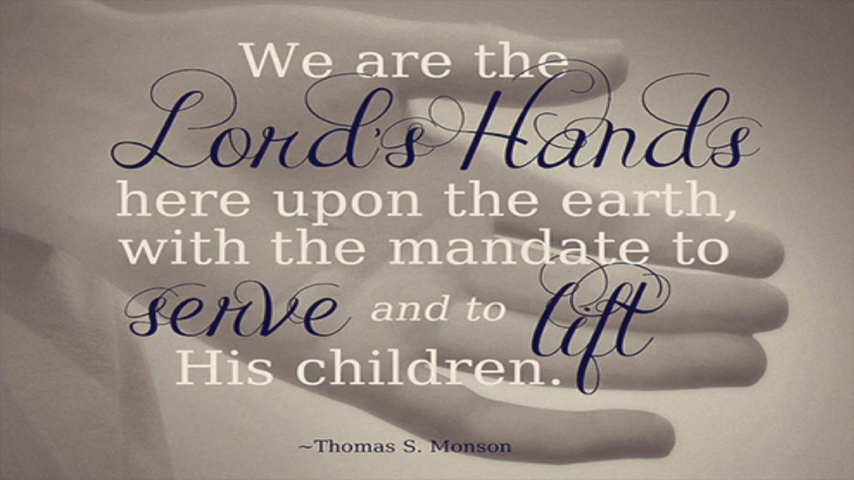 We are the
Lord's Hands
here upon the earth,
with the mandate to
serve and to lift
His children.
~Thomas S. Monson